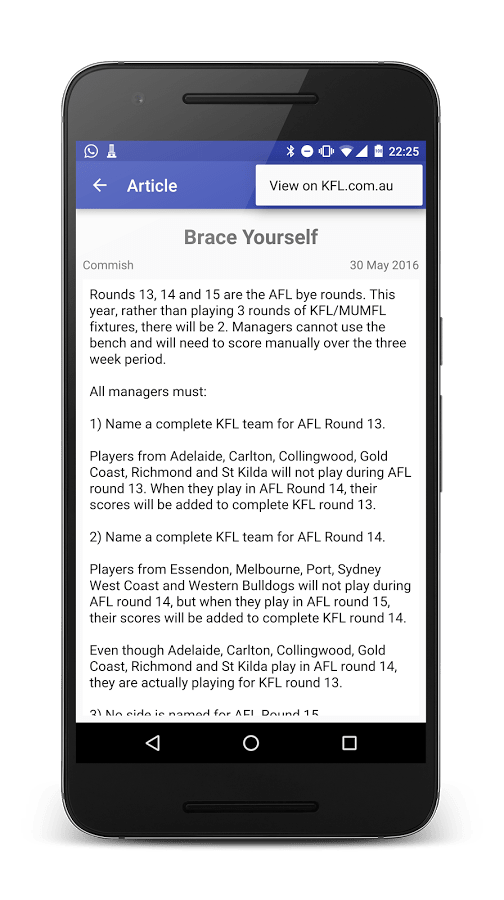 22:25
Article
View on KFL.com.au
Brace Yourself
Commish
30 May 2016
Rounds 13, 14 and 15 are the AFL bye rounds. This
year, rather than playing 3 rounds of KFL/MUMFL
fixtures, there will be 2. Managers cannot use the
bench and will need to score manually over the three
week period.
All managers must:
1) Name a complete KFL team for AFL Round 13.
Players from Adelaide, Carlton, Collingwood, Gold
Coast, Richmond and St Kilda will not play during AFL
round 13. When they play in AFL Round 14, their
scores will be added to complete KFL round 13.
2) Name a complete KFL team for AFL Round 14.
Players from Essendon, Melbourne, Port, Sydney
West Coast and Western Bulldogs will not play during
AFL round 14, but when they play in AFL round 15,
their scores will be added to complete KFL round 14.
Even though Adelaide, Carlton, Collingwood, Gold
Coast, Richmond and St Kilda play in AFL round 14,
they are actually playing for KFL round 13.
3) No side is named for AFL Round 15